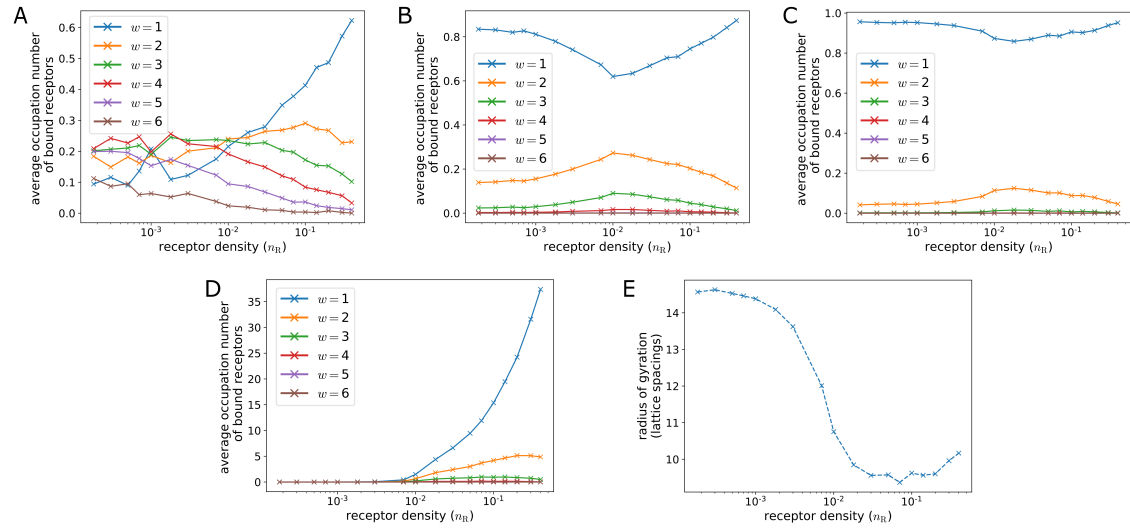 A
average occupation number
of bound receptors
0.6
0.5
0.4
0.3
0.2
0.1
0.0
w = 1
w = 2
w = 3
w = 4
w = 5
w = 6
10⁻³
10⁻²
10⁻¹
receptor density (n_R)
B
average occupation number
of bound receptors
0.8
0.6
0.4
0.2
0.0
w = 1
w = 2
w = 3
w = 4
w = 5
w = 6
10⁻³
10⁻²
10⁻¹
receptor density (n_R)
C
average occupation number
of bound receptors
1.0
0.8
0.6
0.4
0.2
0.0
w = 1
w = 2
w = 3
w = 4
w = 5
w = 6
10⁻³
10⁻²
10⁻¹
receptor density (n_R)
D
average occupation number
of bound receptors
35
30
25
20
15
10
5
0
w = 1
w = 2
w = 3
w = 4
w = 5
w = 6
10⁻³
10⁻²
10⁻¹
receptor density (n_R)
E
radius of gyration
(lattice spacings)
14
13
12
11
10
10⁻³
10⁻²
10⁻¹
receptor density (n_R)